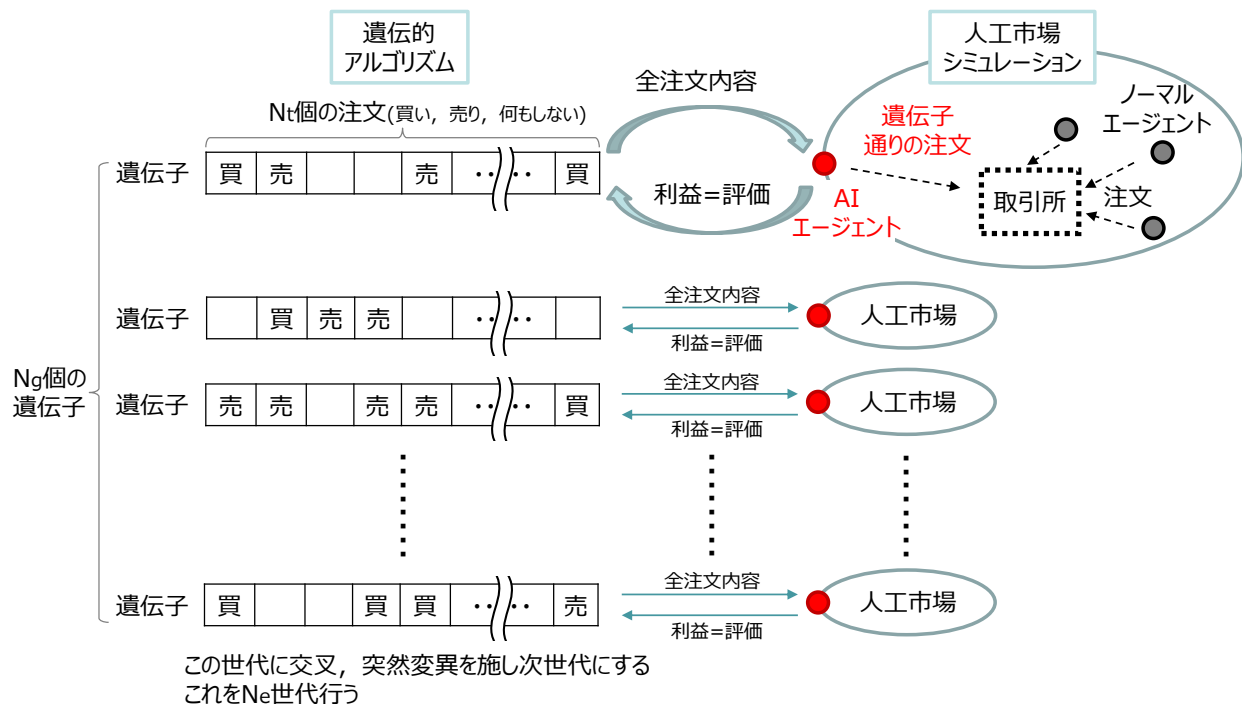 遺伝的
アルゴリズム
人工市場
シミュレーション
全注文内容
Nt個の注文(買い，売り，何もしない)
遺伝子
通りの注文
ノーマル
エージェント
遺伝子
買 売 売 ・・ ・・ 買
利益＝評価
AI
エージェント
取引所
注文
遺伝子
買 売 売 ・・ ・・
全注文内容
利益＝評価
人工市場
Ng個の
遺伝子
遺伝子
売 売 売 売 ・・ ・・ 買
全注文内容
利益＝評価
人工市場
遺伝子
買 買 買 ・・ ・・ 売
全注文内容
利益＝評価
人工市場
この世代に交叉，突然変異を施し次世代にする
これをNe世代行う